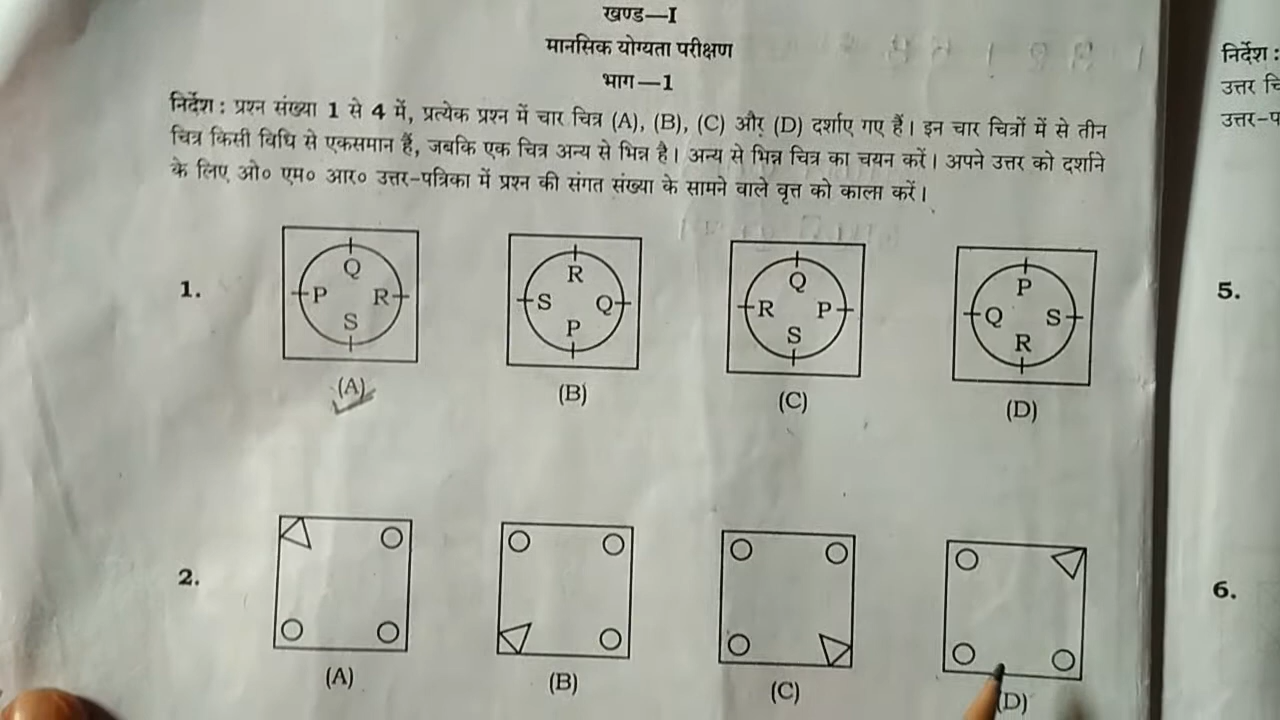 खण्ड—I
मानसिक योग्यता परीक्षण
भाग—1
निर्देश : प्रश्न संख्या 1 से 4 में, प्रत्येक प्रश्न में चार चित्र (A), (B), (C) और (D) दर्शाए गए हैं। इन चार चित्रों में से तीन
चित्र किसी विधि से एकसमान हैं, जबकि एक चित्र अन्य से भिन्न है। अन्य से भिन्न चित्र का चयन करें। अपने उत्तर को दर्शाने
के लिए ओ० एम० आर० उत्तर-पत्रिका में प्रश्न की संगत संख्या के सामने वाले वृत्त को काला करें।
1.
Q R Q P
P R S Q R P Q S
S P S R
(A) (B) (C) (D)
2.
(A) (B) (C) (D)
निर्देश :
उत्तर
5.
6.